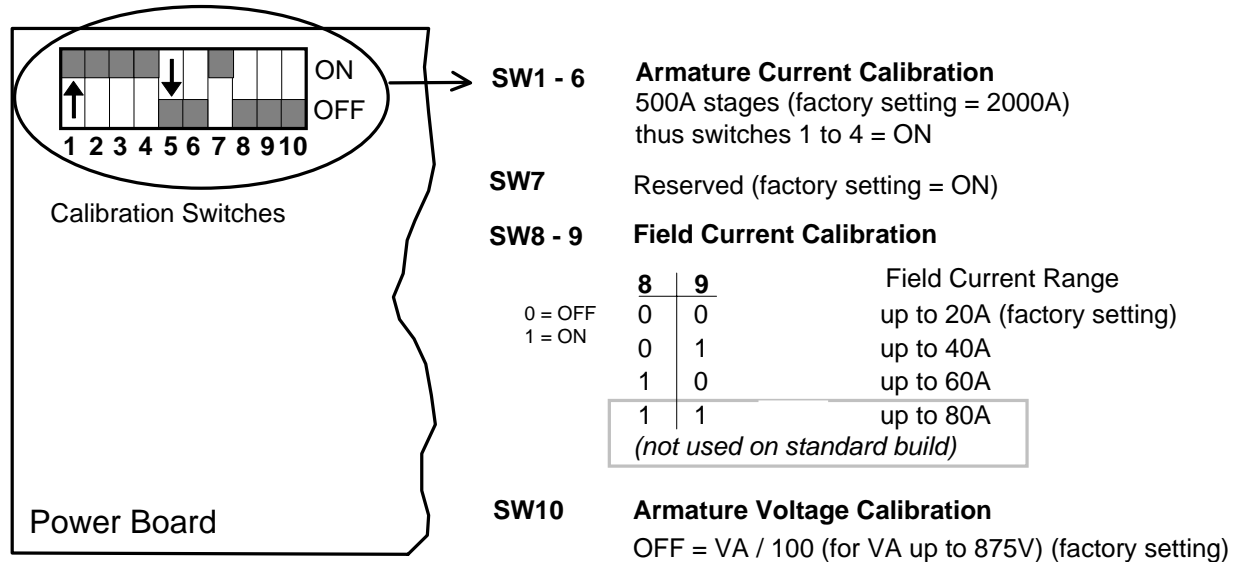 ON
OFF
1 2 3 4 5 6 7 8 9 10
Calibration Switches
Power Board
SW1 - 6 Armature Current Calibration
500A stages (factory setting = 2000A)
thus switches 1 to 4 = ON
SW7 Reserved (factory setting = ON)
SW8 - 9 Field Current Calibration
8 9 Field Current Range
0 = OFF
1 = ON
0 0 up to 20A (factory setting)
0 1 up to 40A
1 0 up to 60A
1 1 up to 80A
(not used on standard build)
SW10 Armature Voltage Calibration
OFF = VA / 100 (for VA up to 875V) (factory setting)